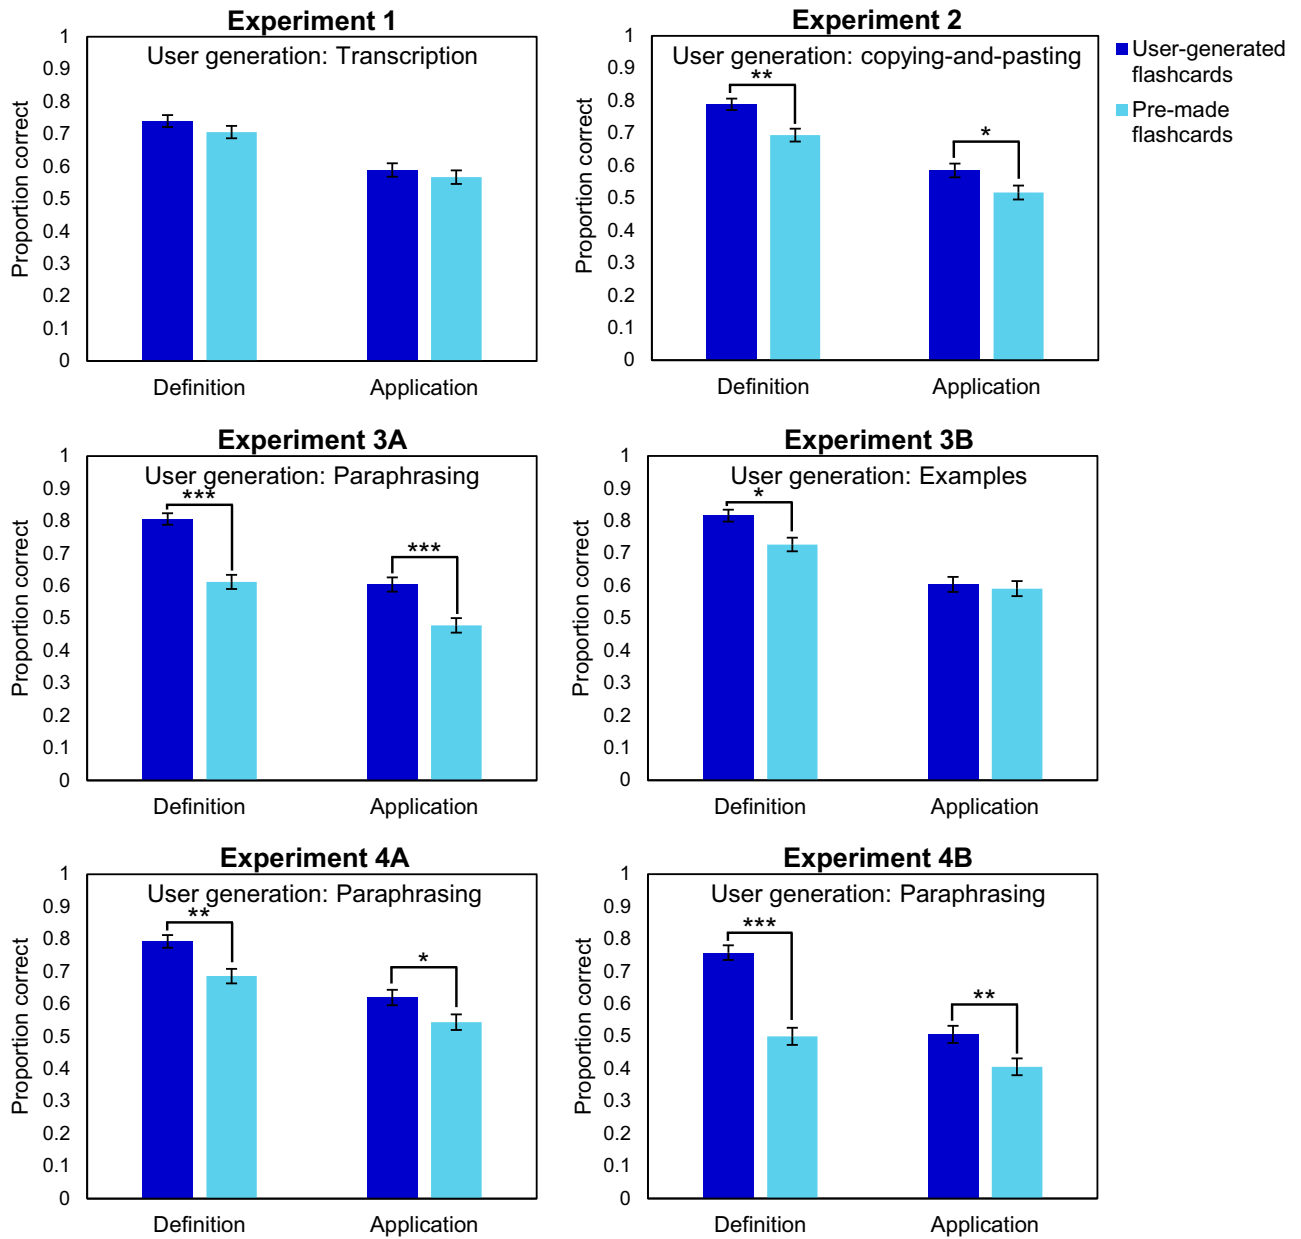 Experiment 1
User generation: Transcription
Proportion correct
1
0.9
0.8
0.7
0.6
0.5
0.4
0.3
0.2
0.1
0
Definition
Application
Experiment 2
User generation: copying-and-pasting
Proportion correct
1
0.9
0.8
0.7
0.6
0.5
0.4
0.3
0.2
0.1
0
**
*
Definition
Application
User-generated
flashcards
Pre-made
flashcards
Experiment 3A
User generation: Paraphrasing
Proportion correct
1
0.9
0.8
0.7
0.6
0.5
0.4
0.3
0.2
0.1
0
***
***
Definition
Application
Experiment 3B
User generation: Examples
Proportion correct
1
0.9
0.8
0.7
0.6
0.5
0.4
0.3
0.2
0.1
0
*
Definition
Application
Experiment 4A
User generation: Paraphrasing
Proportion correct
1
0.9
0.8
0.7
0.6
0.5
0.4
0.3
0.2
0.1
0
**
*
Definition
Application
Experiment 4B
User generation: Paraphrasing
Proportion correct
1
0.9
0.8
0.7
0.6
0.5
0.4
0.3
0.2
0.1
0
***
**
Definition
Application